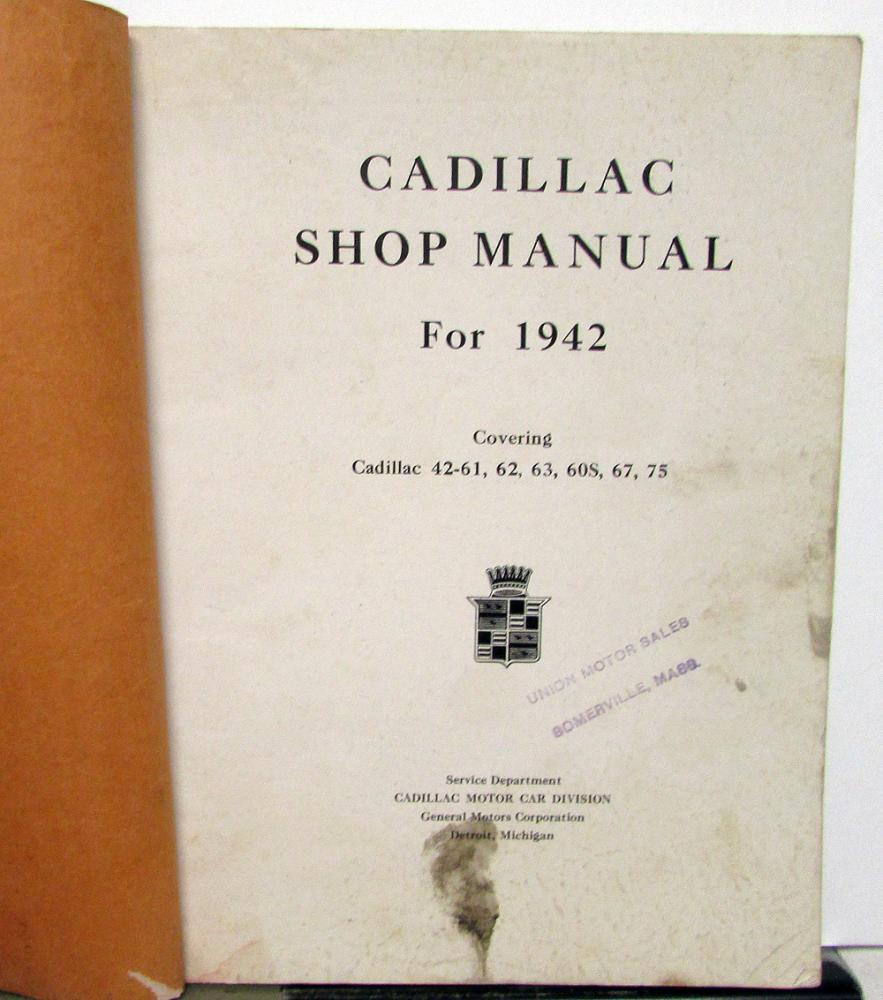 CADILLAC
SHOP MANUAL
For 1942
Covering
Cadillac 42-61, 62, 63, 60S, 67, 75
UNION MOTOR SALES
SOMERVILLE, MASS.
Service Department
CADILLAC MOTOR CAR DIVISION
General Motors Corporation
Detroit, Michigan